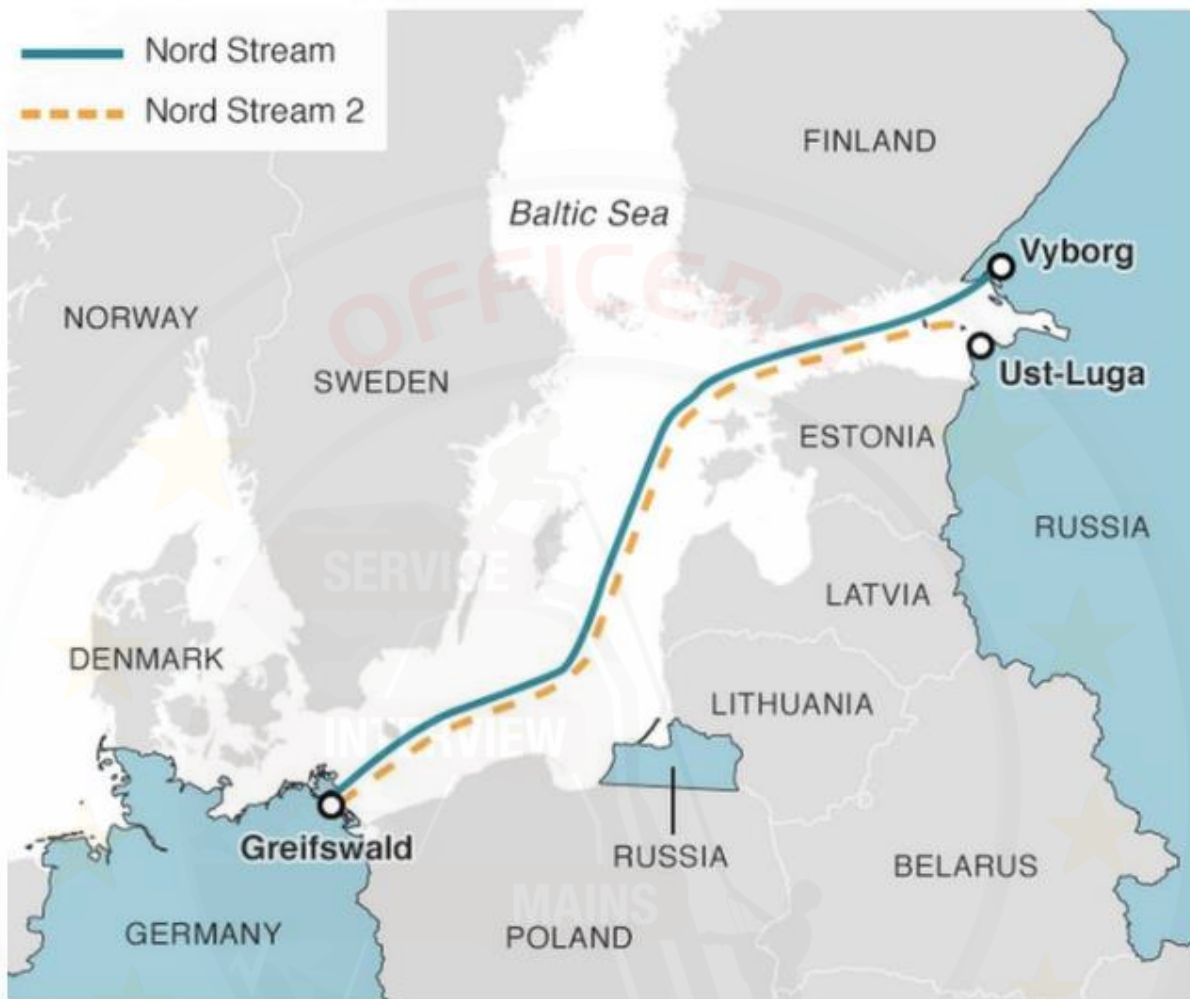 Nord Stream
Nord Stream 2
FINLAND
Baltic Sea
Vyborg
OFFICERS
NORWAY
Ust-Luga
SWEDEN
ESTONIA
RUSSIA
SERVISE
LATVIA
DENMARK
LITHUANIA
INTERVIEW
Greifswald
RUSSIA
BELARUS
MAINS
GERMANY
POLAND